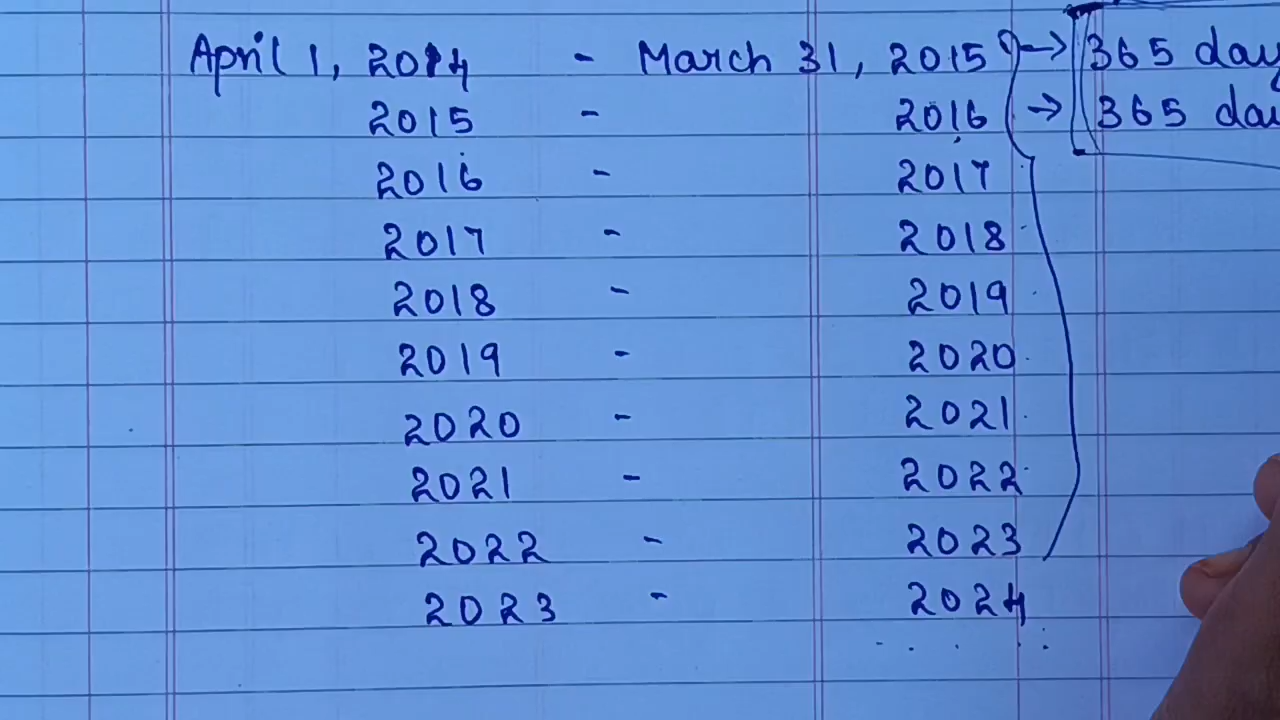 April 1, 2014 - March 31, 2015 → 365 day
2015 - 2016 → 365 da
2016 - 2017
2017 - 2018
2018 - 2019
2019 - 2020
2020 - 2021
2021 - 2022
2022 - 2023
2023 - 2024